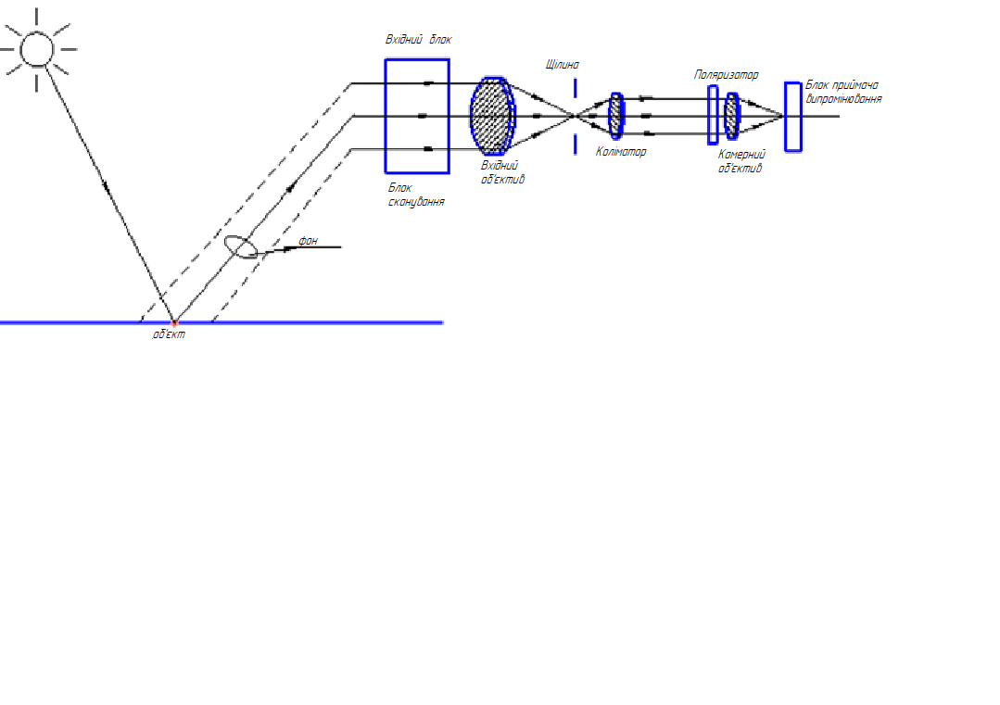 Вхідний блок
Щілина
Поляризатор
Блок приймача
випромінювання
Коліматор
Камерний
об'єктив
Вхідний
об'єктив
Блок
сканування
фон
об'єкт